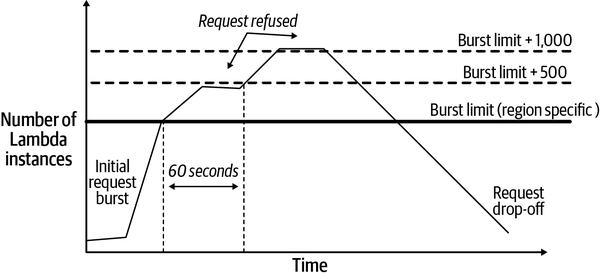 Request refused
Burst limit + 1,000
Burst limit + 500
Burst limit (region specific )
Number of
Lambda
instances
Initial
request
burst
60 seconds
Request
drop-off
Time